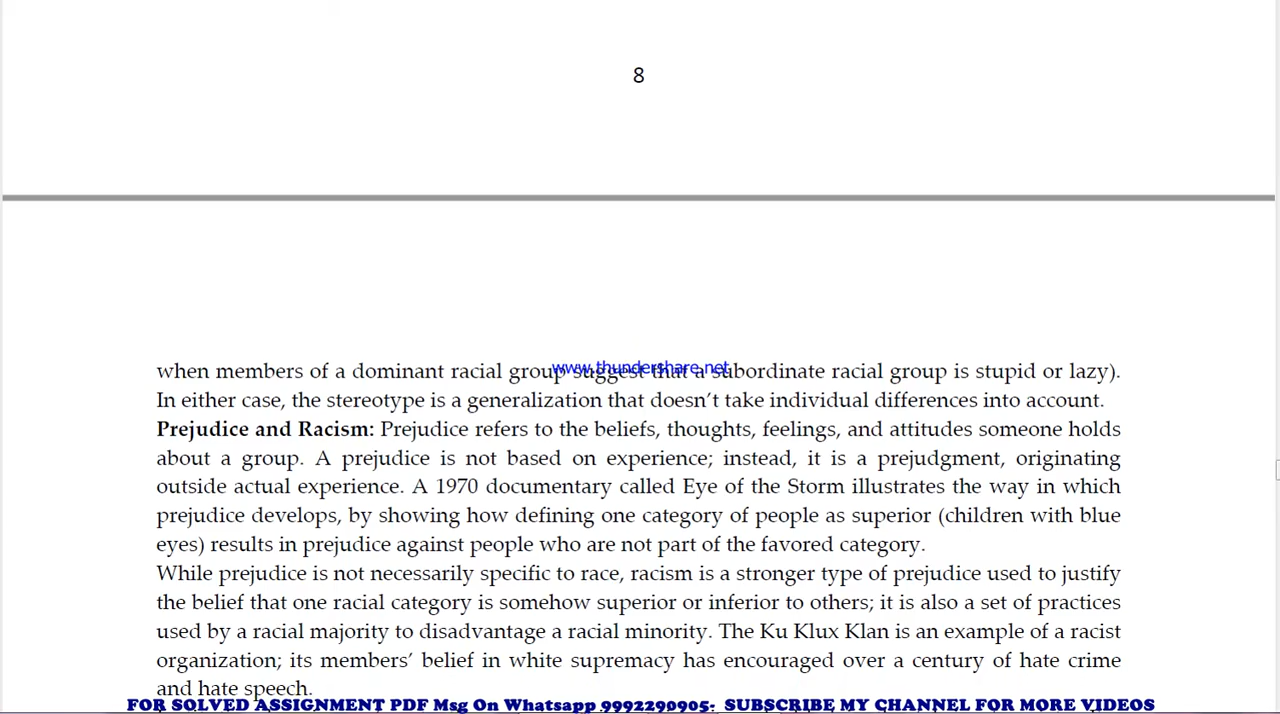 8
when members of a dominant racial group suggest that a subordinate racial group is stupid or lazy).
www.thundershare.net
In either case, the stereotype is a generalization that doesn’t take individual differences into account.
Prejudice and Racism: Prejudice refers to the beliefs, thoughts, feelings, and attitudes someone holds
about a group. A prejudice is not based on experience; instead, it is a prejudgment, originating
outside actual experience. A 1970 documentary called Eye of the Storm illustrates the way in which
prejudice develops, by showing how defining one category of people as superior (children with blue
eyes) results in prejudice against people who are not part of the favored category.
While prejudice is not necessarily specific to race, racism is a stronger type of prejudice used to justify
the belief that one racial category is somehow superior or inferior to others; it is also a set of practices
used by a racial majority to disadvantage a racial minority. The Ku Klux Klan is an example of a racist
organization; its members’ belief in white supremacy has encouraged over a century of hate crime
and hate speech.
FOR SOLVED ASSIGNMENT PDF Msg On Whatsapp 9992290905- SUBSCRIBE MY CHANNEL FOR MORE VIDEOS